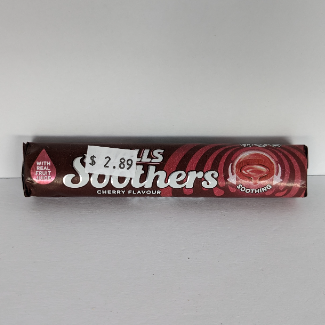 WITH
REAL
FRUIT
JUICE
$ 2.89
LLS
Soothers
CHERRY FLAVOUR
SOOTHING